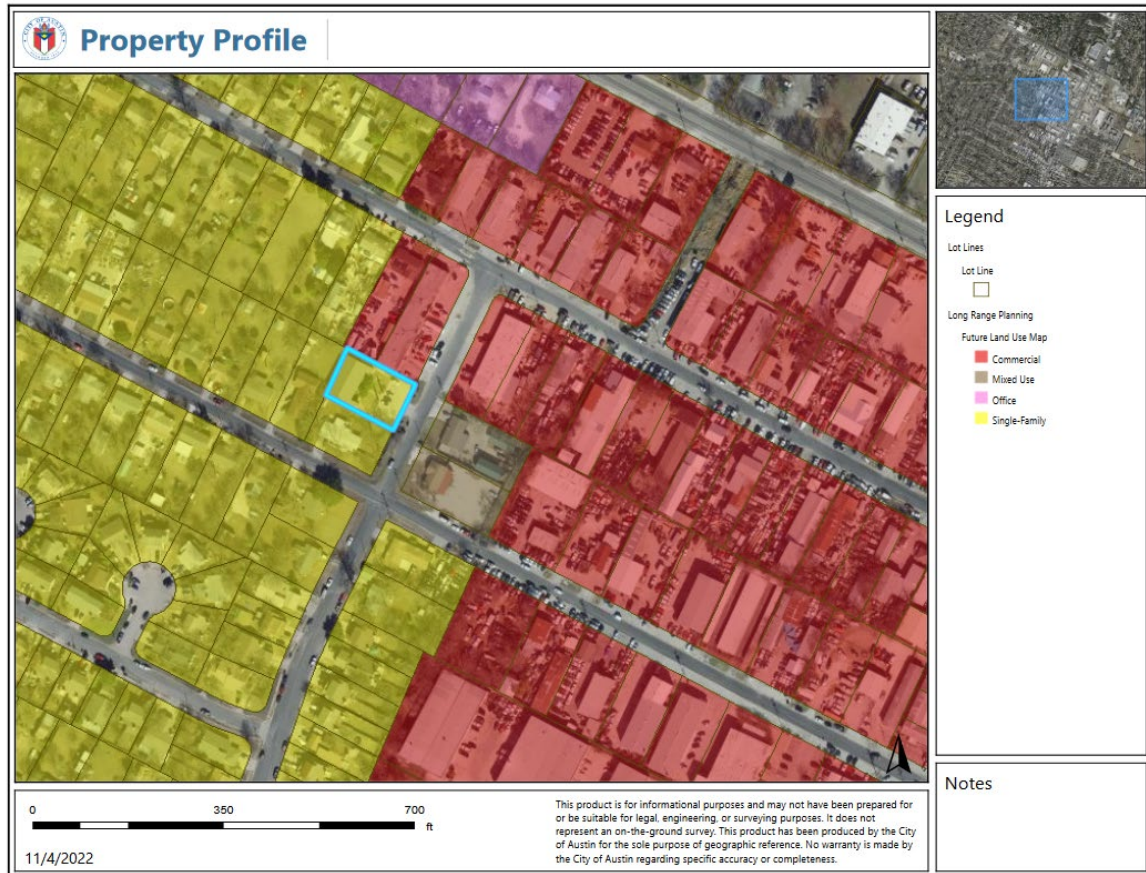 Property Profile
Legend
Lot Lines
Lot Line
Long Range Planning
Future Land Use Map
Commercial
Mixed Use
Office
Single-Family
Notes
0 350 700
ft
11/4/2022
This product is for informational purposes and may not have been prepared for
or be suitable for legal, engineering, or surveying purposes. It does not
represent an on-the-ground survey. This product has been produced by the City
of Austin for the sole purpose of geographic reference. No warranty is made by
the City of Austin regarding specific accuracy or completeness.